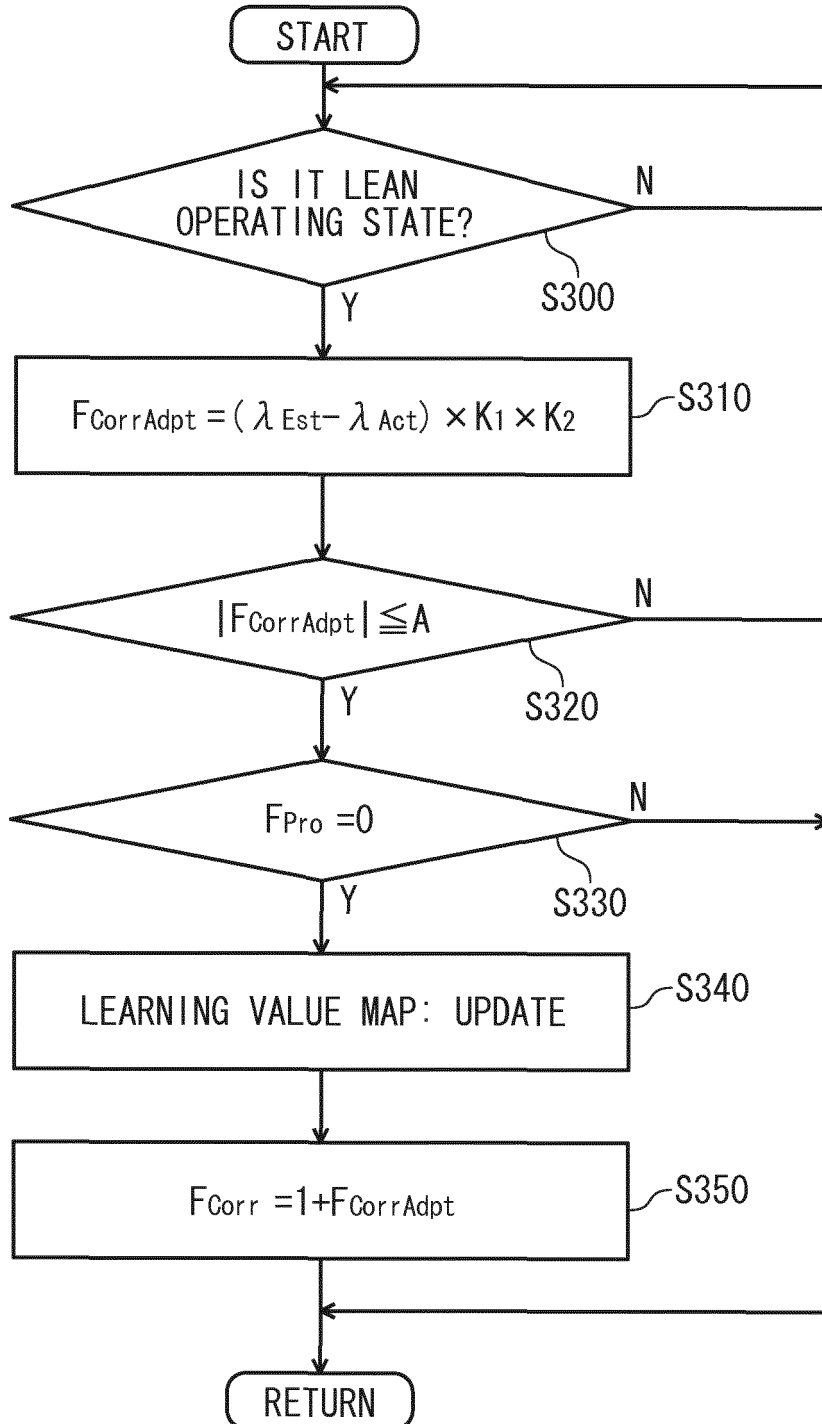 START
IS IT LEAN
OPERATING STATE?
N
S300
Y
FCorrAdpt = (λEst−λAct) ×K1×K2
S310
|FCorrAdpt| ≦A
N
S320
Y
FPro =0
N
S330
Y
LEARNING VALUE MAP: UPDATE
S340
FCorr =1+FCorrAdpt
S350
RETURN